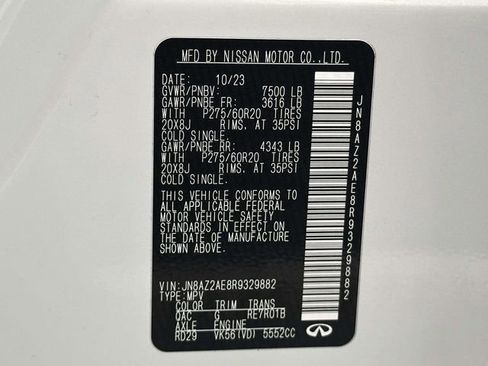 MFD BY NISSAN MOTOR CO.,LTD.
DATE: 10/23
GVWR/PNBV: 7500 LB
GAWR/PNBE FR: 3616 LB
WITH P275/60R20 TIRES
20X8J RIMS. AT 35PSI
COLD SINGLE.
GAWR/PNBE RR: 4343 LB
WITH P275/60R20 TIRES
20X8J RIMS. AT 35PSI
COLD SINGLE.
THIS VEHICLE CONFORMS TO
ALL APPLICABLE FEDERAL
MOTOR VEHICLE SAFETY
STANDARDS IN EFFECT ON
THE DATE OF MANUFACTURE
SHOWN ABOVE.
VIN: JN8AZ2AE8R9329882
TYPE: MPV
COLOR TRIM TRANS
QAC G RE7R01B
AXLE ENGINE
RD29 VK56(VD) 5552CC
JN8AZ2AE8R9329882
INFINITI